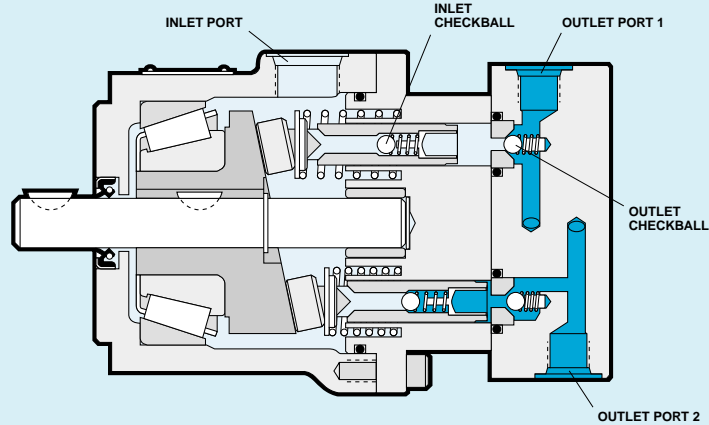 INLET PORT
INLET
CHECKBALL
OUTLET PORT 1
OUTLET
CHECKBALL
OUTLET PORT 2